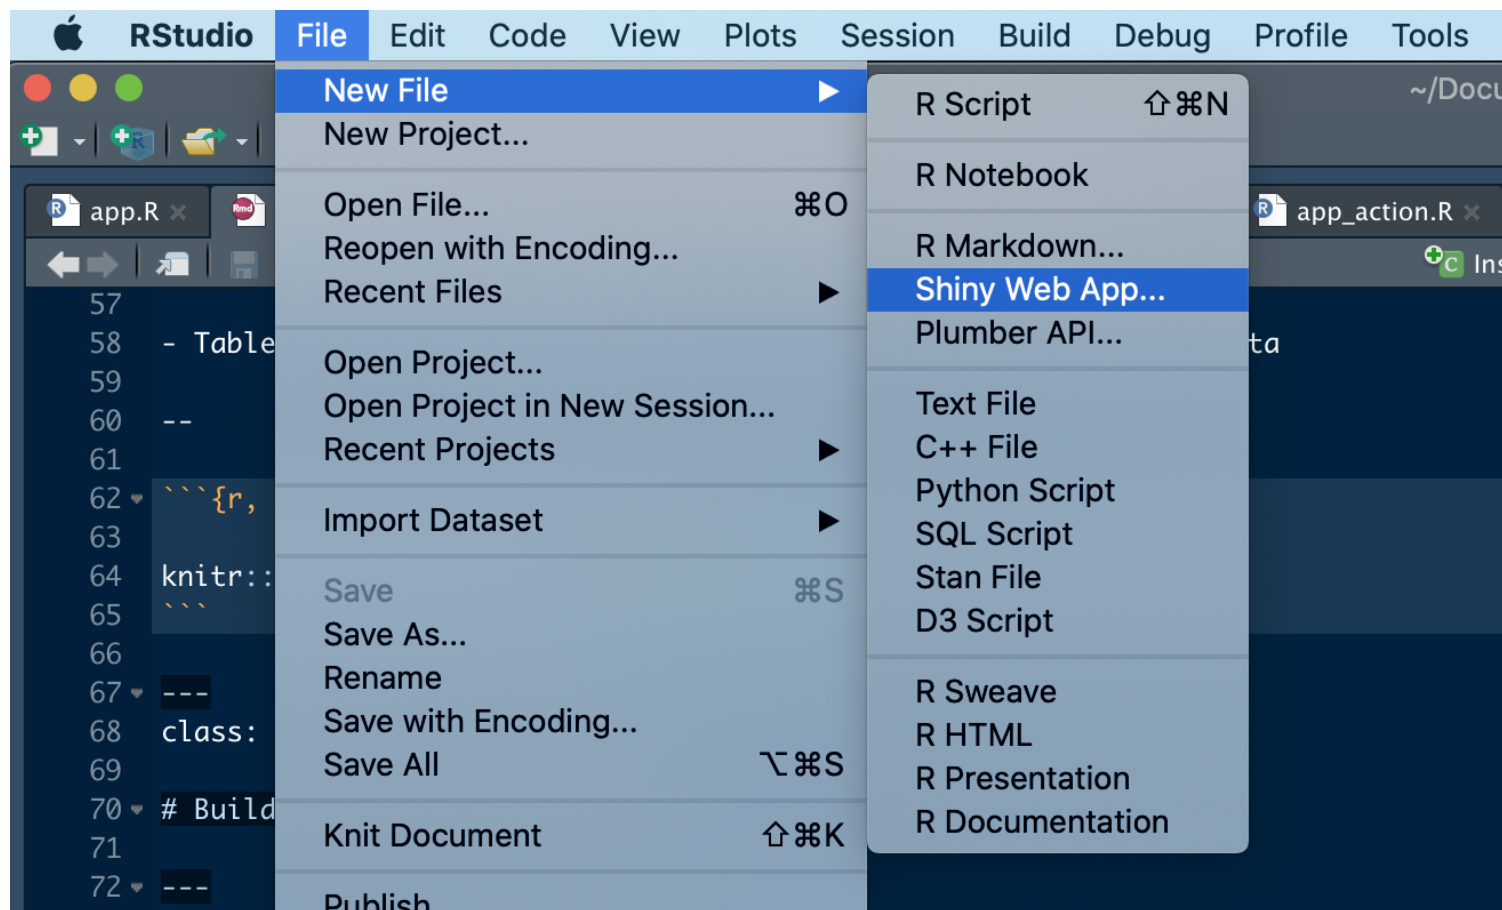 RStudio File Edit Code View Plots Session Build Debug Profile Tools
~/Docu
app.R
Rmd
app_action.R
Ins
57
58 - Table ta
59
60 --
61
62 ```{r,
63
64 knitr::
65 ```
66
67 ---
68 class:
69
70 # Build
71
72 ---
New File
New Project...
Open File... ⌘O
Reopen with Encoding...
Recent Files
Open Project...
Open Project in New Session...
Recent Projects
Import Dataset
Save ⌘S
Save As...
Rename
Save with Encoding...
Save All ⌥⌘S
Knit Document ⇧⌘K
Publish
R Script ⇧⌘N
R Notebook
R Markdown...
Shiny Web App...
Plumber API...
Text File
C++ File
Python Script
SQL Script
Stan File
D3 Script
R Sweave
R HTML
R Presentation
R Documentation